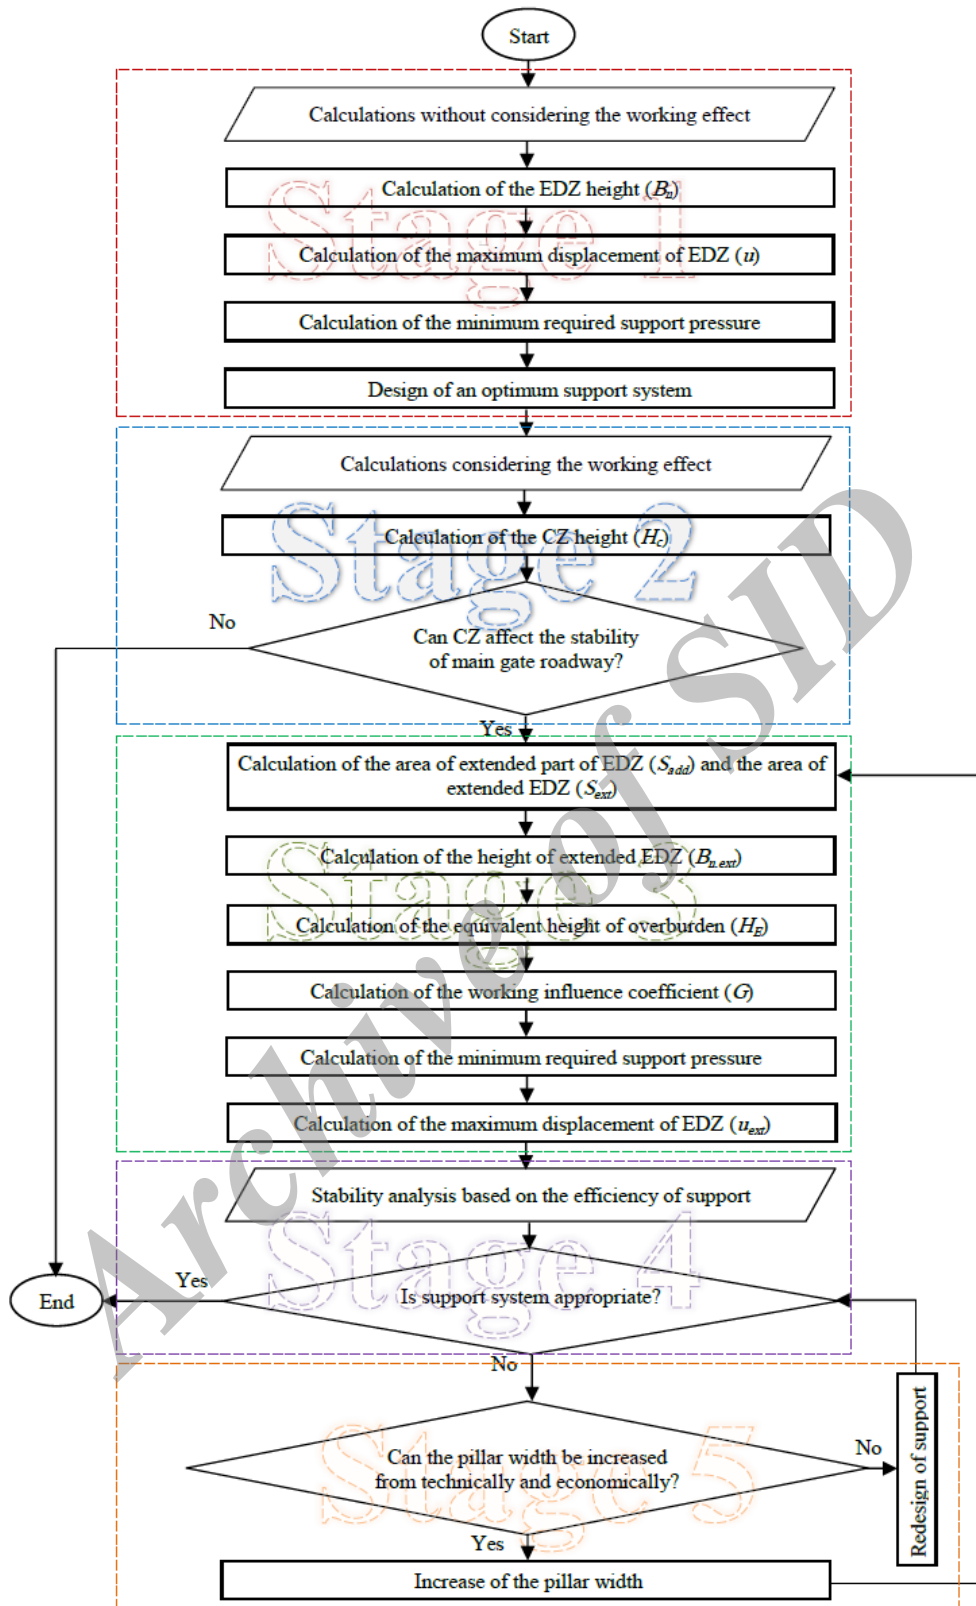 Start
Calculations without considering the working effect
Calculation of the EDZ height (Bn)
Stage 1
Calculation of the maximum displacement of EDZ (u)
Calculation of the minimum required support pressure
Design of an optimum support system
Calculations considering the working effect
Stage 2
Calculation of the CZ height (Hc)
No
Can CZ affect the stability
of main gate roadway?
Yes
Calculation of the area of extended part of EDZ (Sadd) and the area of
extended EDZ (Sext)
Calculation of the height of extended EDZ (Bn.ext)
Stage 3
Calculation of the equivalent height of overburden (HE)
Calculation of the working influence coefficient (G)
Calculation of the minimum required support pressure
Calculation of the maximum displacement of EDZ (uext)
Stability analysis based on the efficiency of support
Stage 4
Yes
End
Is support system appropriate?
No
Can the pillar width be increased
from technically and economically?
Stage 5
No
Redesign of support
Yes
Increase of the pillar width
Archive of SID